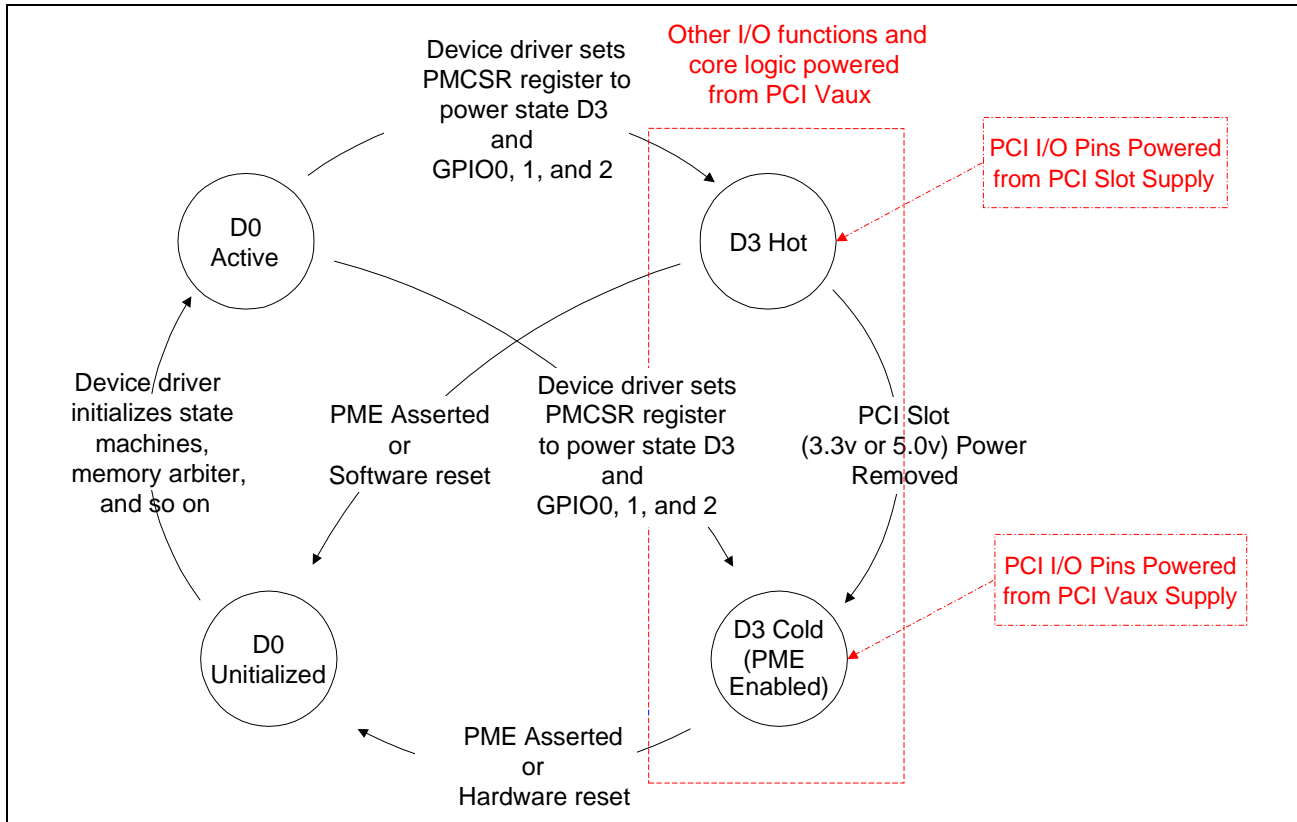 Device driver sets
PMCSR register to
power state D3
and
GPIO0, 1, and 2
Other I/O functions and
core logic powered
from PCI Vaux
PCI I/O Pins Powered
from PCI Slot Supply
D0
Active
D3 Hot
Device driver
initializes state
machines,
memory arbiter,
and so on
PME Asserted
or
Software reset
Device driver sets
PMCSR register
to power state D3
and
GPIO0, 1, and 2
PCI Slot
(3.3v or 5.0v) Power
Removed
PCI I/O Pins Powered
from PCI Vaux Supply
D0
Unitialized
D3 Cold
(PME
Enabled)
PME Asserted
or
Hardware reset